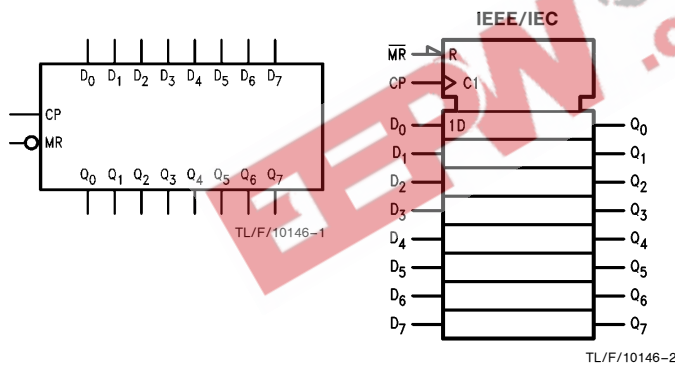 D0 D1 D2 D3 D4 D5 D6 D7
CP
MR
Q0 Q1 Q2 Q3 Q4 Q5 Q6 Q7
TL/F/10146–1
IEEE/IEC
MR R
CP C1
D0 1D Q0
D1 Q1
D2 Q2
D3 Q3
D4 Q4
D5 Q5
D6 Q6
D7 Q7
TL/F/10146–2
EEPW